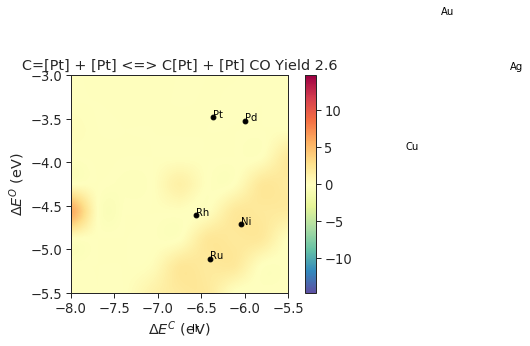 Au
Ag
C=[Pt] + [Pt] <=> C[Pt] + [Pt] CO Yield 2.6
Cu
ΔE^O (eV)
−3.0
−3.5
−4.0
−4.5
−5.0
−5.5
Pt
Pd
Rh
Ni
Ru
10
5
0
−5
−10
−8.0 −7.5 −7.0 −6.5 −6.0 −5.5
ΔE^C (eV)
Ir